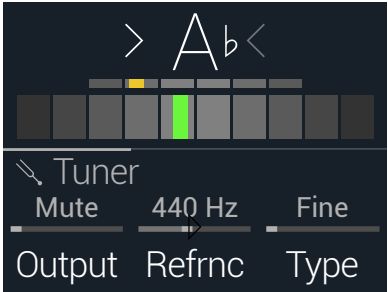 > A♭ <
Tuner
Mute 440 Hz Fine
Output Refrnc Type